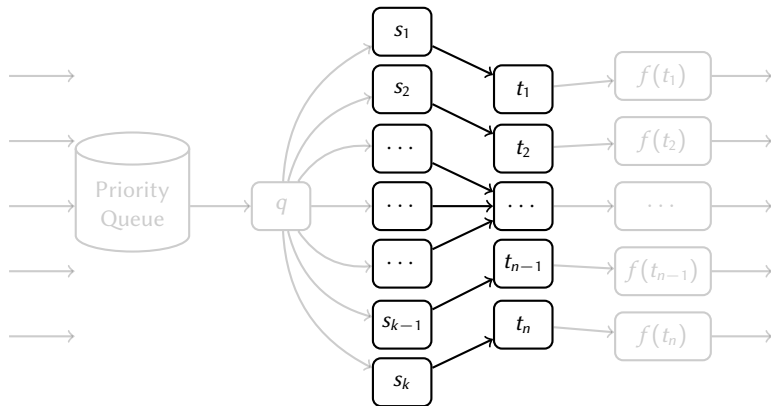 s₁
s₂
...
...
...
sₖ₋₁
sₖ
t₁
t₂
...
tₙ₋₁
tₙ
f(t₁)
f(t₂)
...
f(tₙ₋₁)
f(tₙ)
Priority
Queue
q